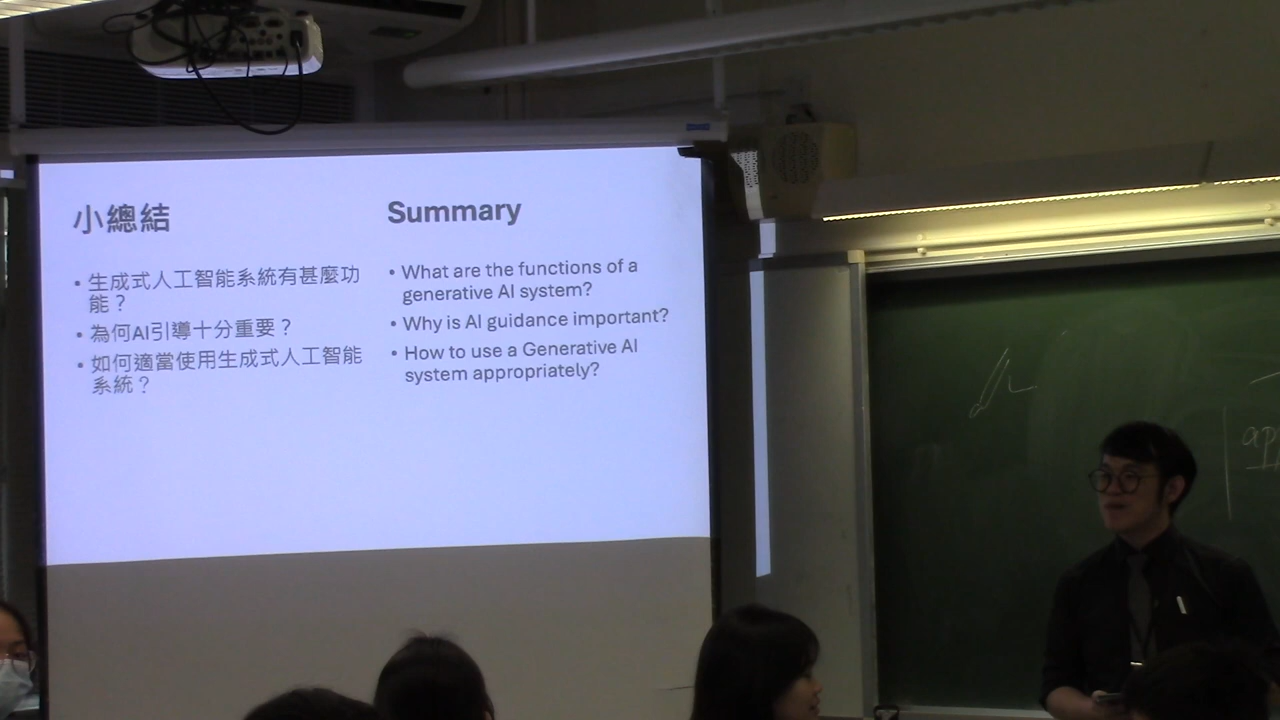 小總結
• 生成式人工智能系統有甚麼功
能？
• 為何AI引導十分重要？
• 如何適當使用生成式人工智能
系統？
Summary
• What are the functions of a
generative AI system?
• Why is AI guidance important?
• How to use a Generative AI
system appropriately?